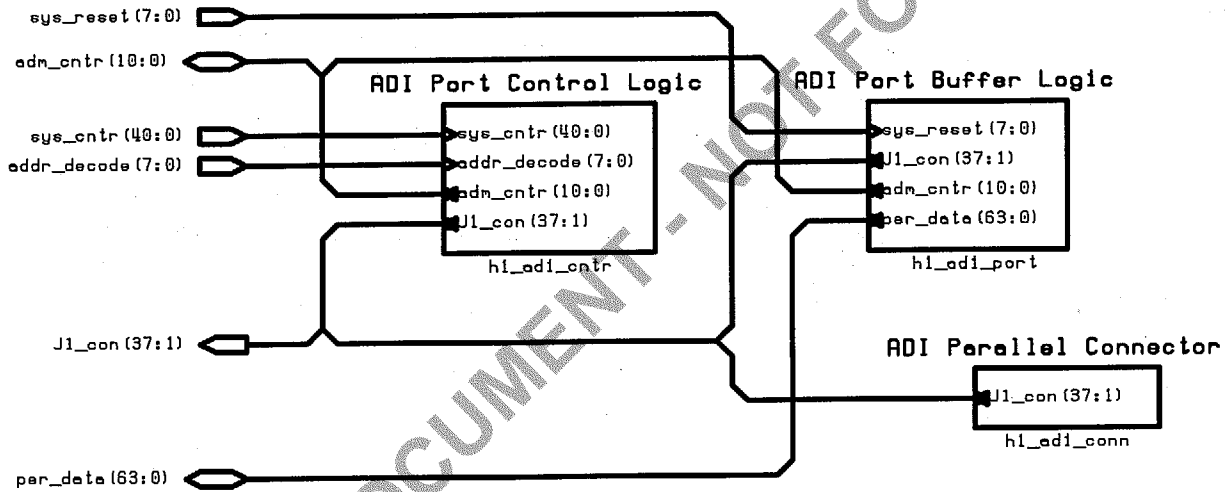 sys_reset(7:0)
adm_cntr(10:0)
ADI Port Control Logic
ADI Port Buffer Logic
sys_cntr(40:0)
addr_decode(7:0)
sys_cntr(40:0)
addr_decode(7:0)
adm_cntr(10:0)
J1_con(37:1)
h1_adi_cntr
sys_reset(7:0)
J1_con(37:1)
adm_cntr(10:0)
per_data(63:0)
h1_adi_port
J1_con(37:1)
ADI Parallel Connector
J1_con(37:1)
h1_adi_conn
per_data(63:0)
DOCUMENT - NOT FO